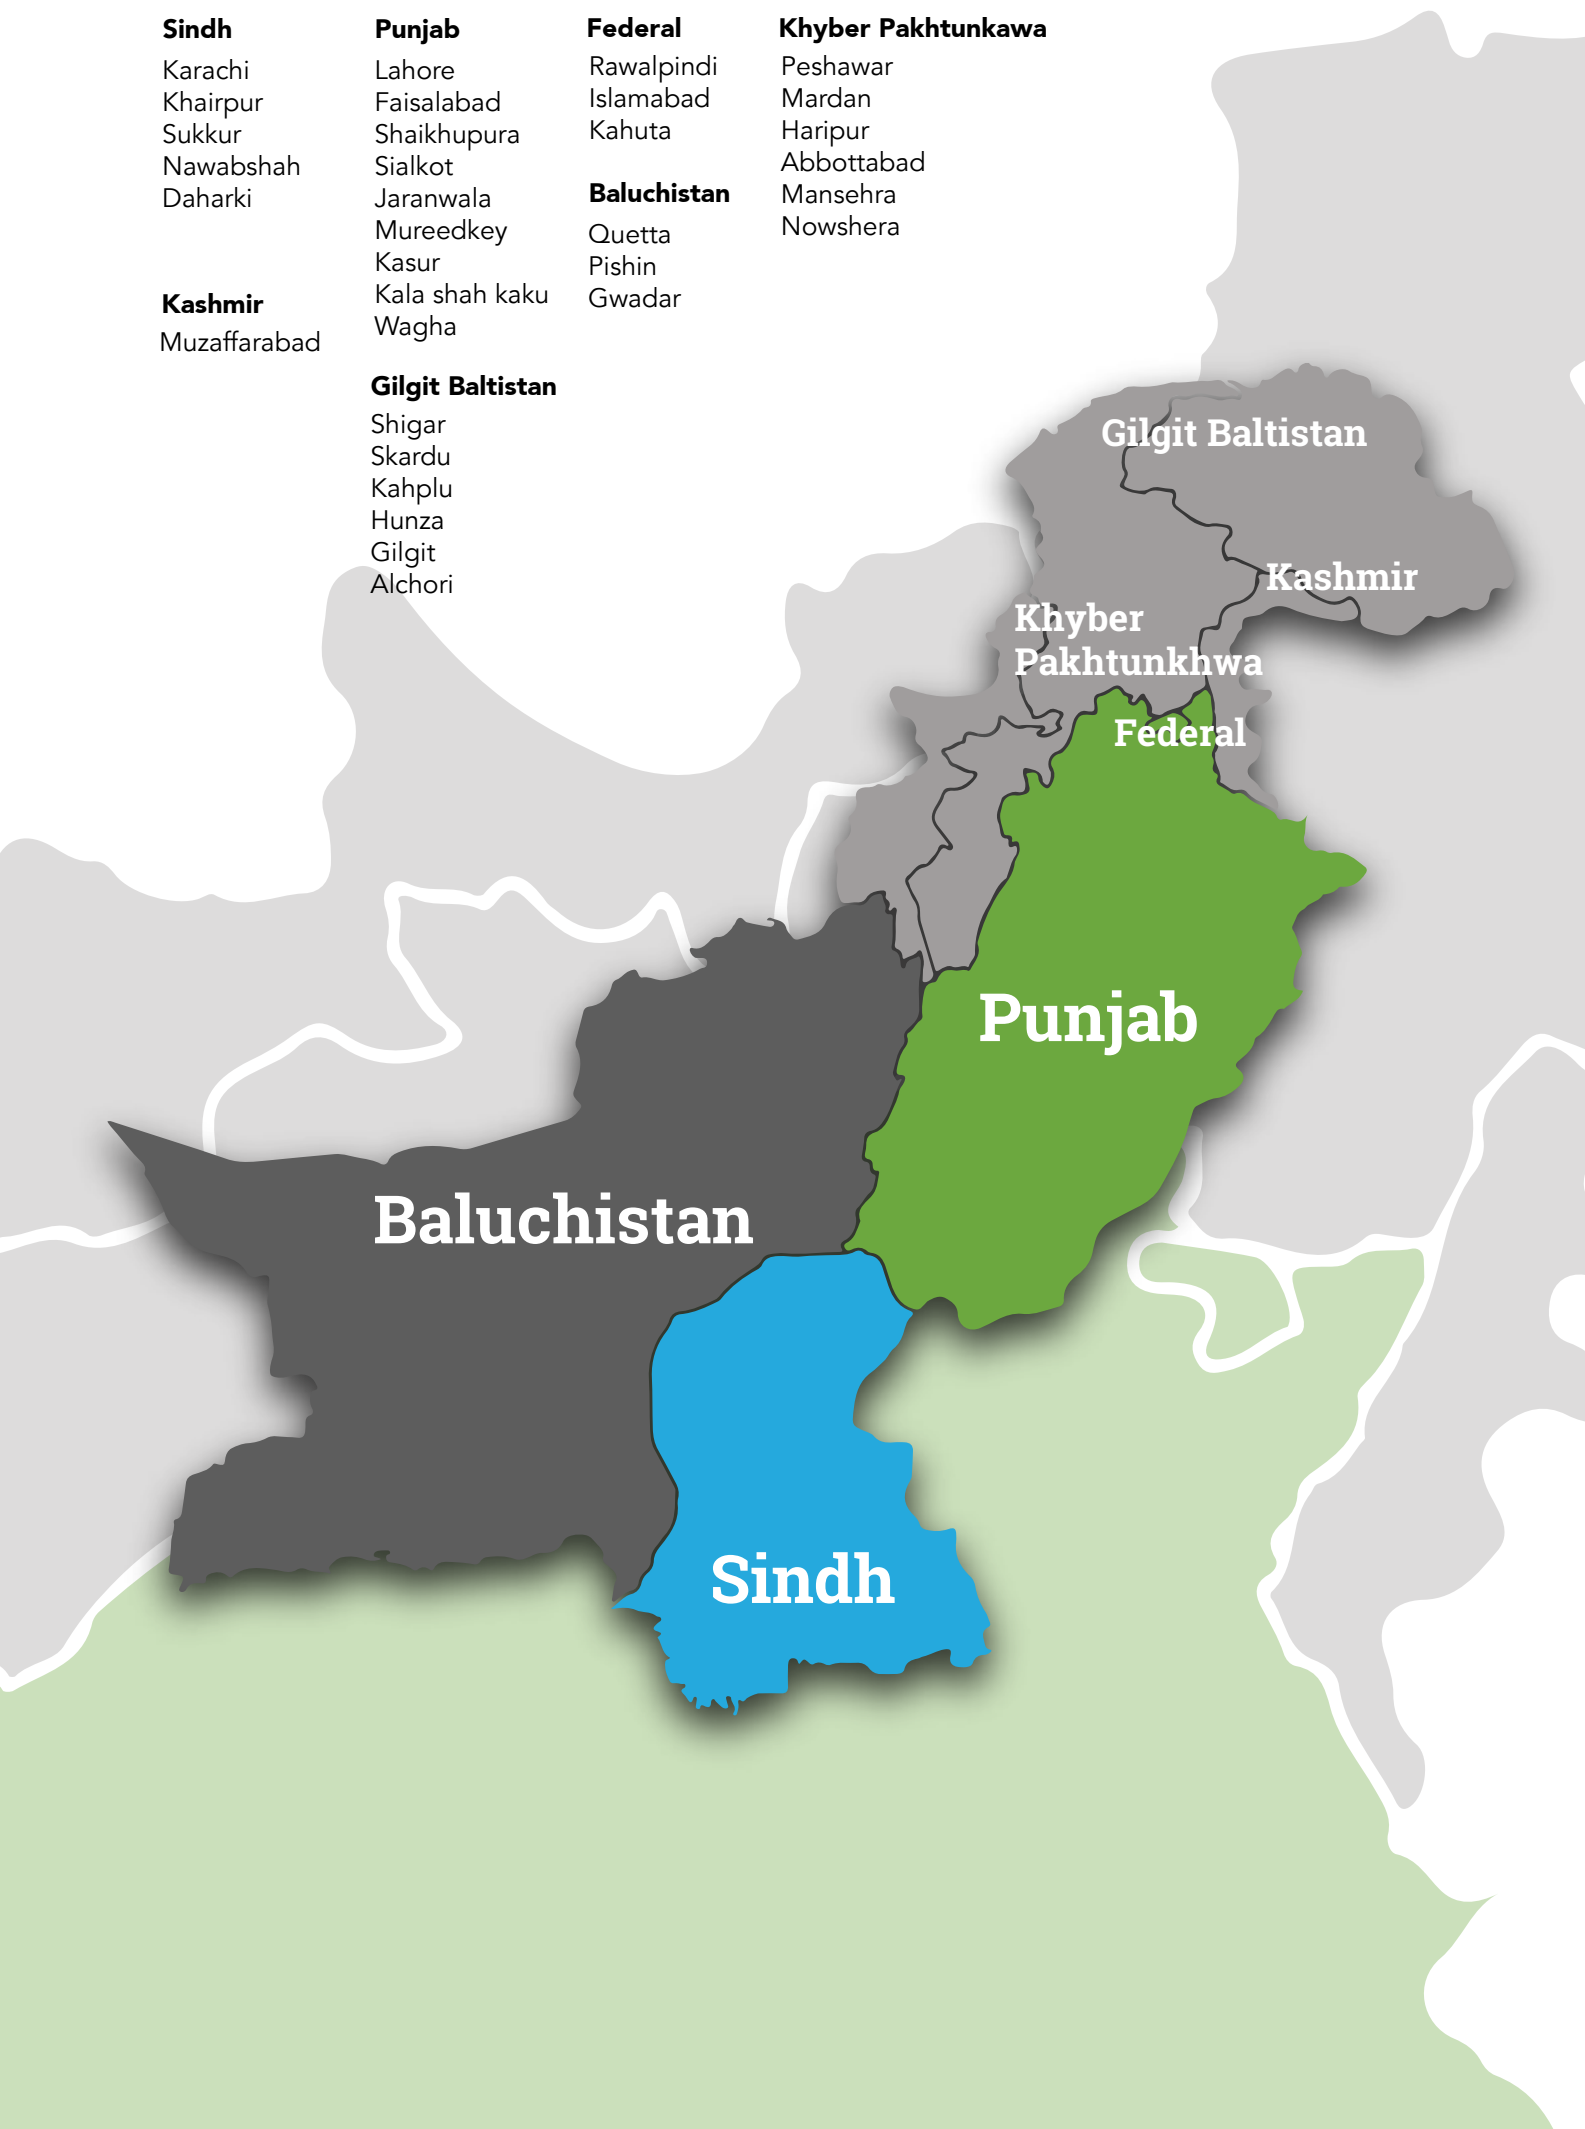 Sindh
Karachi
Khairpur
Sukkur
Nawabshah
Daharki
Kashmir
Muzaffarabad
Punjab
Lahore
Faisalabad
Shaikhupura
Sialkot
Jaranwala
Mureedkey
Kasur
Kala shah kaku
Wagha
Gilgit Baltistan
Shigar
Skardu
Kahplu
Hunza
Gilgit
Alchori
Federal
Rawalpindi
Islamabad
Kahuta
Baluchistan
Quetta
Pishin
Gwadar
Khyber Pakhtunkawa
Peshawar
Mardan
Haripur
Abbottabad
Mansehra
Nowshera
Gilgit Baltistan
Kashmir
Khyber
Pakhtunkhwa
Federal
Punjab
Baluchistan
Sindh